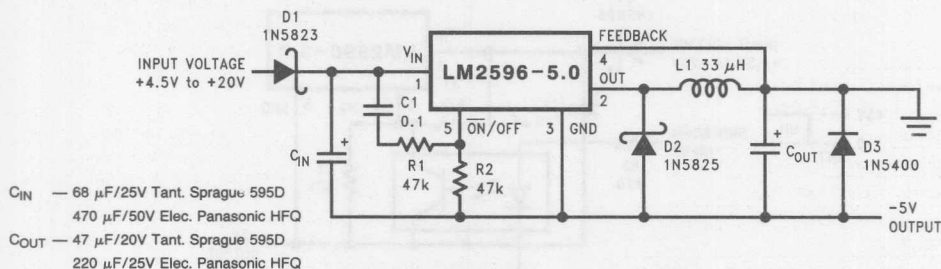 D1
1N5823
INPUT VOLTAGE
+4.5V to +20V
VIN
1
LM2596-5.0
FEEDBACK
4
OUT
2
L1 33 μH
C1
0.1
5
ON/OFF
3
GND
CIN
+
R1
47k
R2
47k
D2
1N5825
+
COUT
D3
1N5400
-5V
OUTPUT
CIN — 68 μF/25V Tant. Sprague 595D
470 μF/50V Elec. Panasonic HFQ
COUT — 47 μF/20V Tant. Sprague 595D
220 μF/25V Elec. Panasonic HFQ